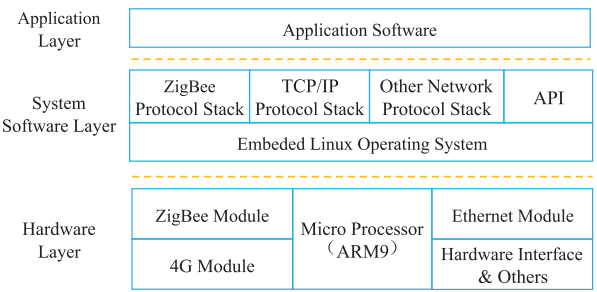 Application
Layer
Application Software
System
Software Layer
ZigBee
Protocol Stack
TCP/IP
Protocol Stack
Other Network
Protocol Stack
API
Embeded Linux Operating System
Hardware
Layer
ZigBee Module
4G Module
Micro Processor
（ARM9）
Ethernet Module
Hardware Interface
& Others